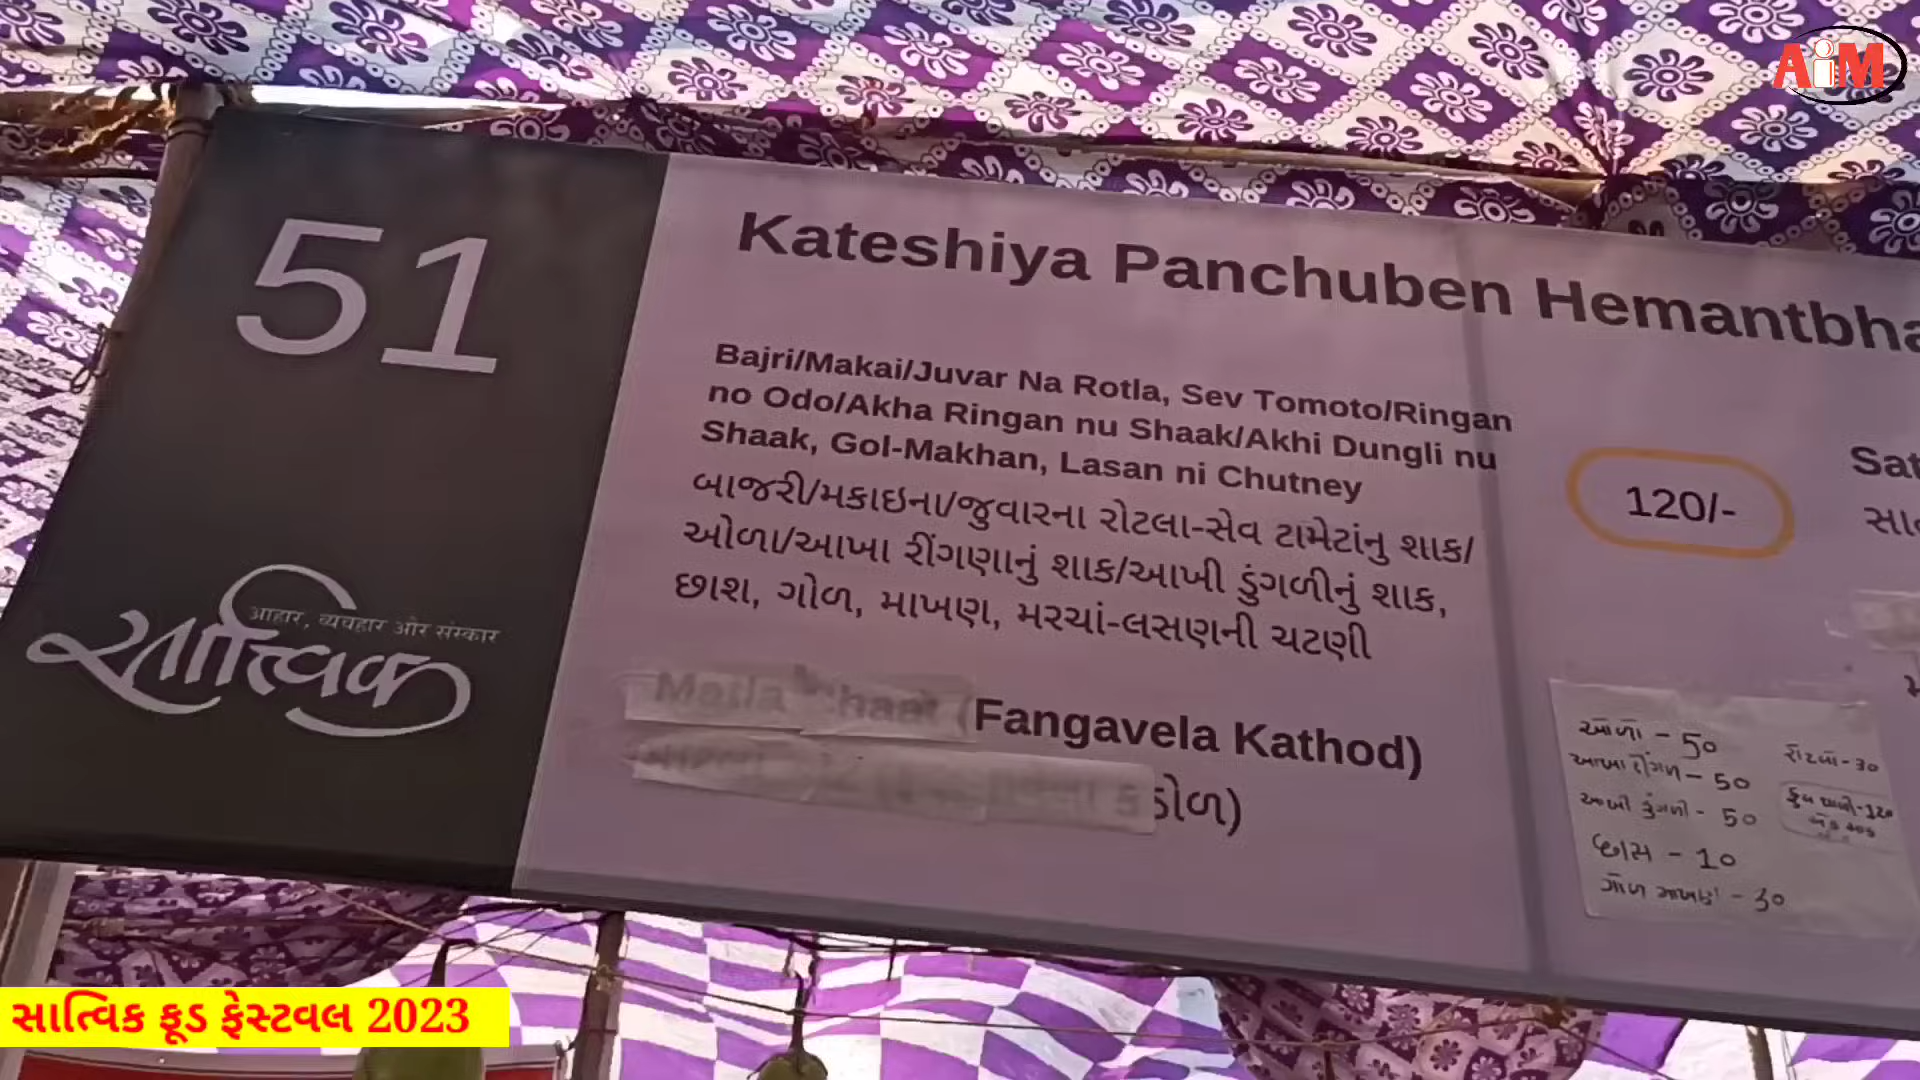 AiM
51
Kateshiya Panchuben Hemantbha
Bajri/Makai/Juvar Na Rotla, Sev Tomoto/Ringan
no Odo/Akha Ringan nu Shaak/Akhi Dungli nu
Shaak, Gol-Makhan, Lasan ni Chutney
બાજરી/મકાઇના/જુવારના રોટલા-સેવ ટામેટાંનુ શાક/
ઓળા/આખા રીંગણાનું શાક/આખી ડુંગળીનું શાક,
છાશ, ગોળ, માખણ, મરચાં-લસણની ચટણી
120/-
Sat
સાત
(Fangavela Kathod)
ઠોળ)
आहार, व्यवहार और संस्कार
सात्त्विक
ઓળો - 50
આખા રીંગણ - 50
આખી ડુંગળી - 50
છાસ - 10
ગોળ માખણ - 30
રોટલો - 30
ફુલ થાળી - 120
સાત્વિક ફૂડ ફેસ્ટવલ 2023